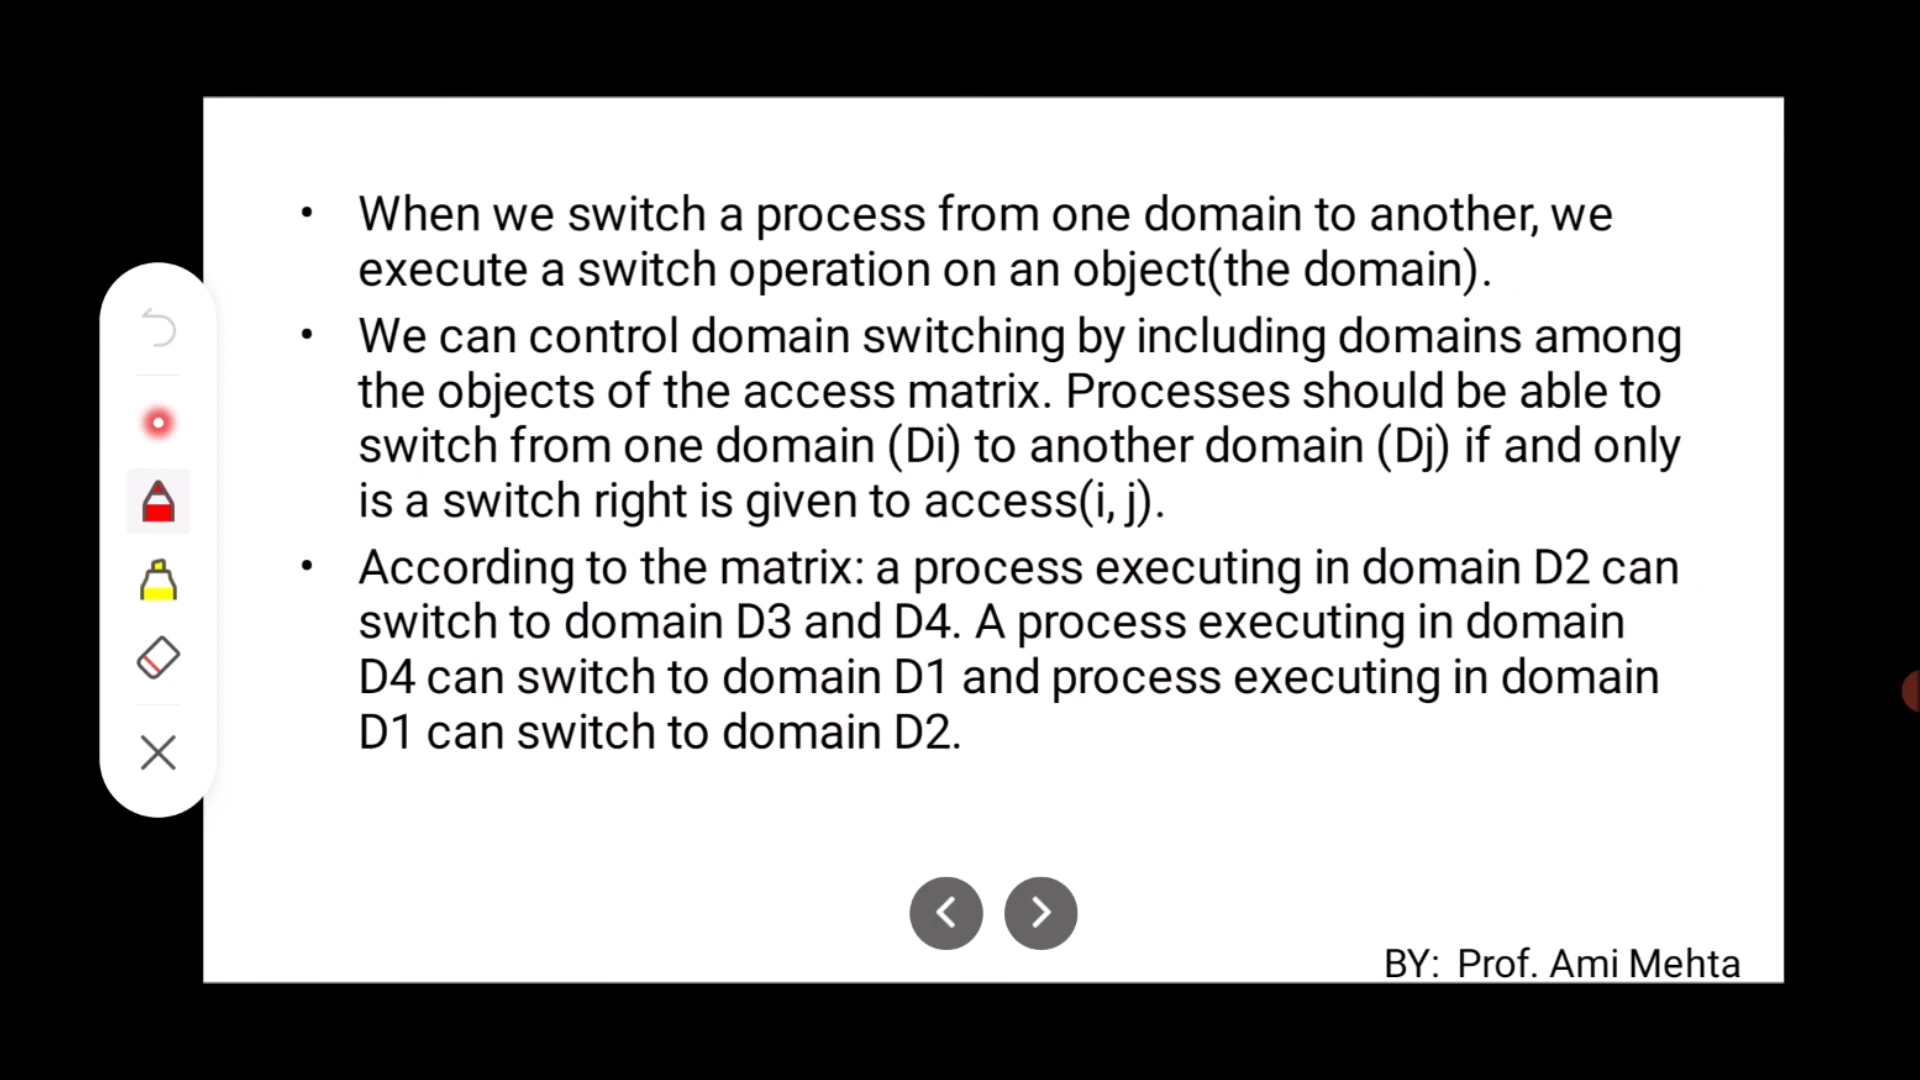 • When we switch a process from one domain to another, we
execute a switch operation on an object(the domain).
• We can control domain switching by including domains among
the objects of the access matrix. Processes should be able to
switch from one domain (Di) to another domain (Dj) if and only
is a switch right is given to access(i, j).
• According to the matrix: a process executing in domain D2 can
switch to domain D3 and D4. A process executing in domain
D4 can switch to domain D1 and process executing in domain
D1 can switch to domain D2.
BY: Prof. Ami Mehta